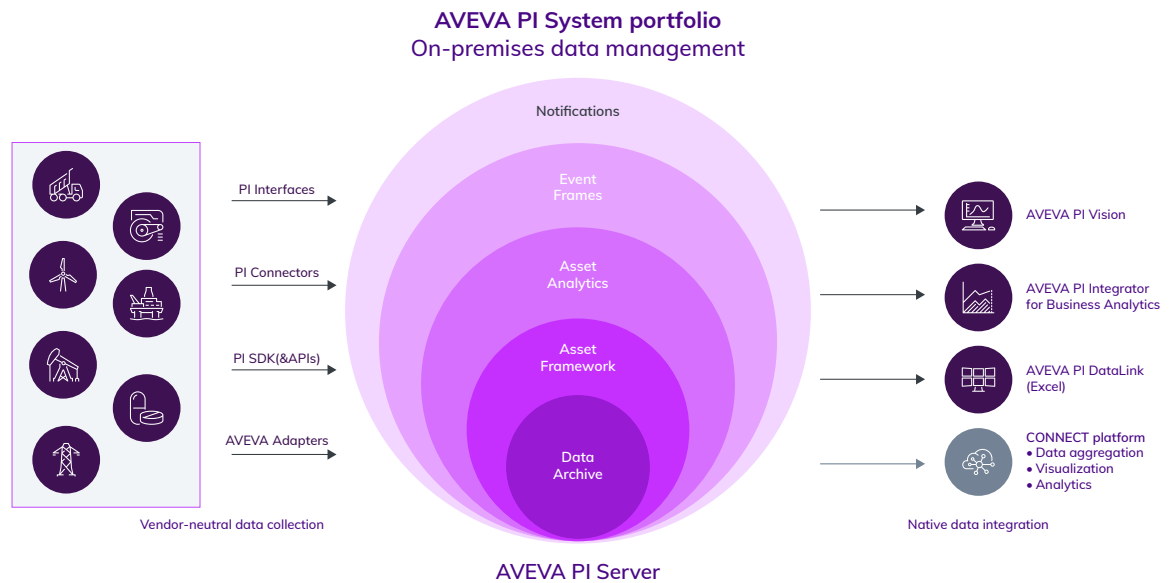 AVEVA PI System portfolio
On-premises data management
Notifications
Event
Frames
Asset
Analytics
Asset
Framework
Data
Archive
PI Interfaces
PI Connectors
PI SDK(&APIs)
AVEVA Adapters
Vendor-neutral data collection
AVEVA PI Vision
AVEVA PI Integrator
for Business Analytics
AVEVA PI DataLink
(Excel)
CONNECT platform
• Data aggregation
• Visualization
• Analytics
Native data integration
AVEVA PI Server